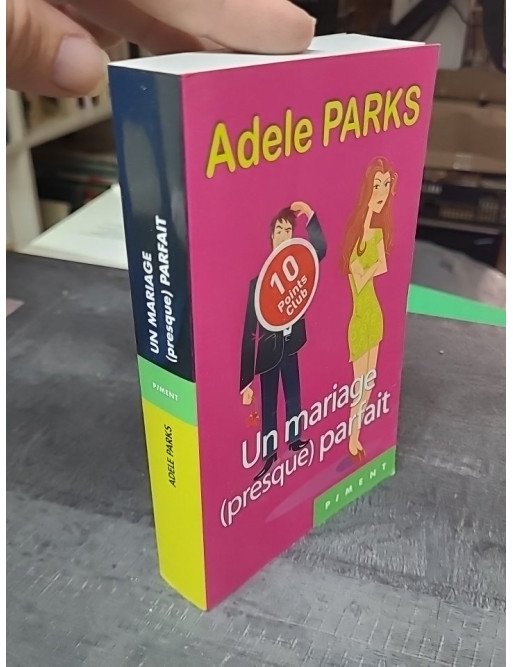 Adele PARKS
10
Points
Club
Un mariage
(presque) parfait
PIMENT
UN MARIAGE
(presque) PARFAIT
PIMENT
ADELE PARKS